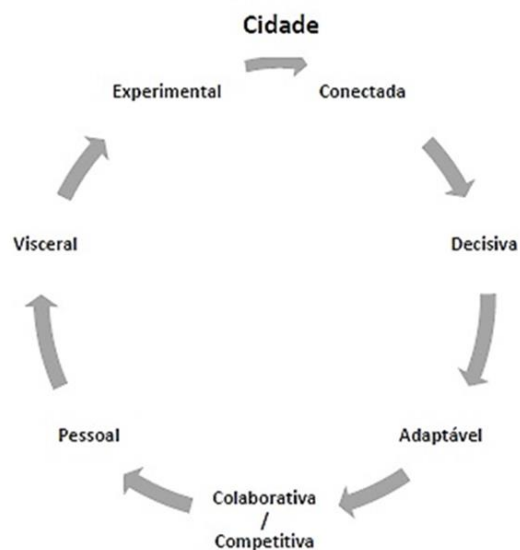 Cidade
Experimental
Conectada
Visceral
Decisiva
Pessoal
Adaptável
Colaborativa
/
Competitiva